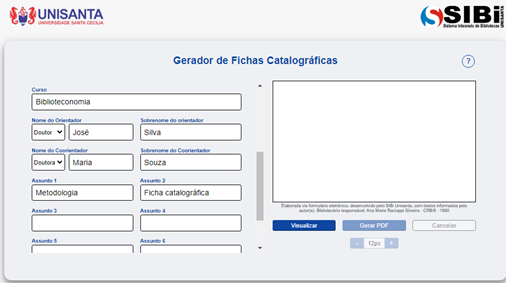 UNISANTA
UNIVERSIDADE SANTA CECÍLIA
SIBi
UNISANTA
Sistema Integrado de Bibliotecas
Gerador de Fichas Catalográficas
?
Curso
Biblioteconomia
Nome do Orientador Sobrenome do orientador
Doutor José Silva
Nome do Coorientador Sobrenome do Coorientador
Doutora Maria Souza
Assunto 1 Assunto 2
Metodologia Ficha catalográfica
Assunto 3 Assunto 4
Assunto 5 Assunto 6
Elaborada via formulário eletrônico, desenvolvido pelo SIBi Unisanta, com dados informados pelo
autor(a). Bibliotecária responsável: Ana Maria Raciappa Silveira - CRB/8 -
Visualizar Gerar PDF Cancelar
- 12px +